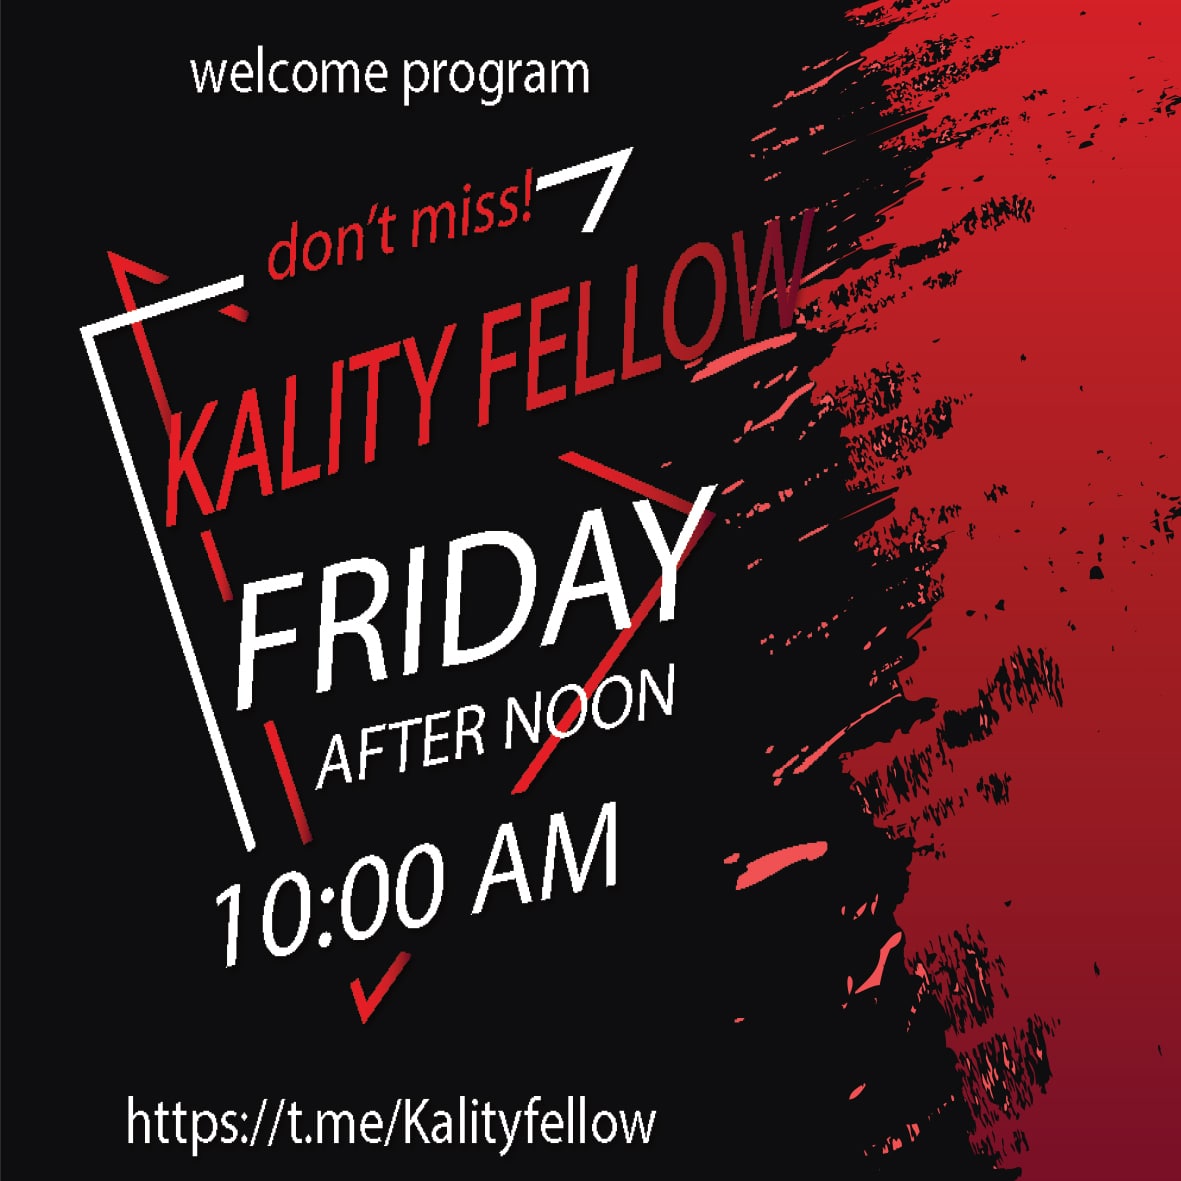 welcome program
don't miss!
KALITY FELLOW
FRIDAY
AFTER NOON
10:00 AM
https://t.me/Kalityfellow